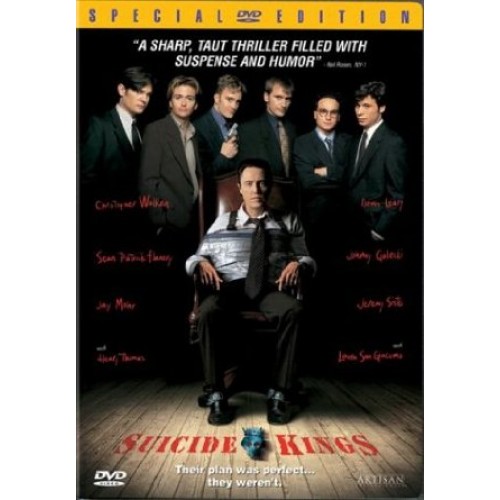 SPECIAL DVD EDITION
"A SHARP, TAUT THRILLER FILLED WITH
SUSPENSE AND HUMOR"
Christopher Walken
Denis Leary
Sean Patrick Flanery
Johnny Galecki
Jay Mohr
Jeremy Sisto
and
Henry Thomas
and
Laura San Giacomo
SUICIDE KINGS
Their plan was perfect...
they weren't.
DVD
VIDEO
ARTISAN